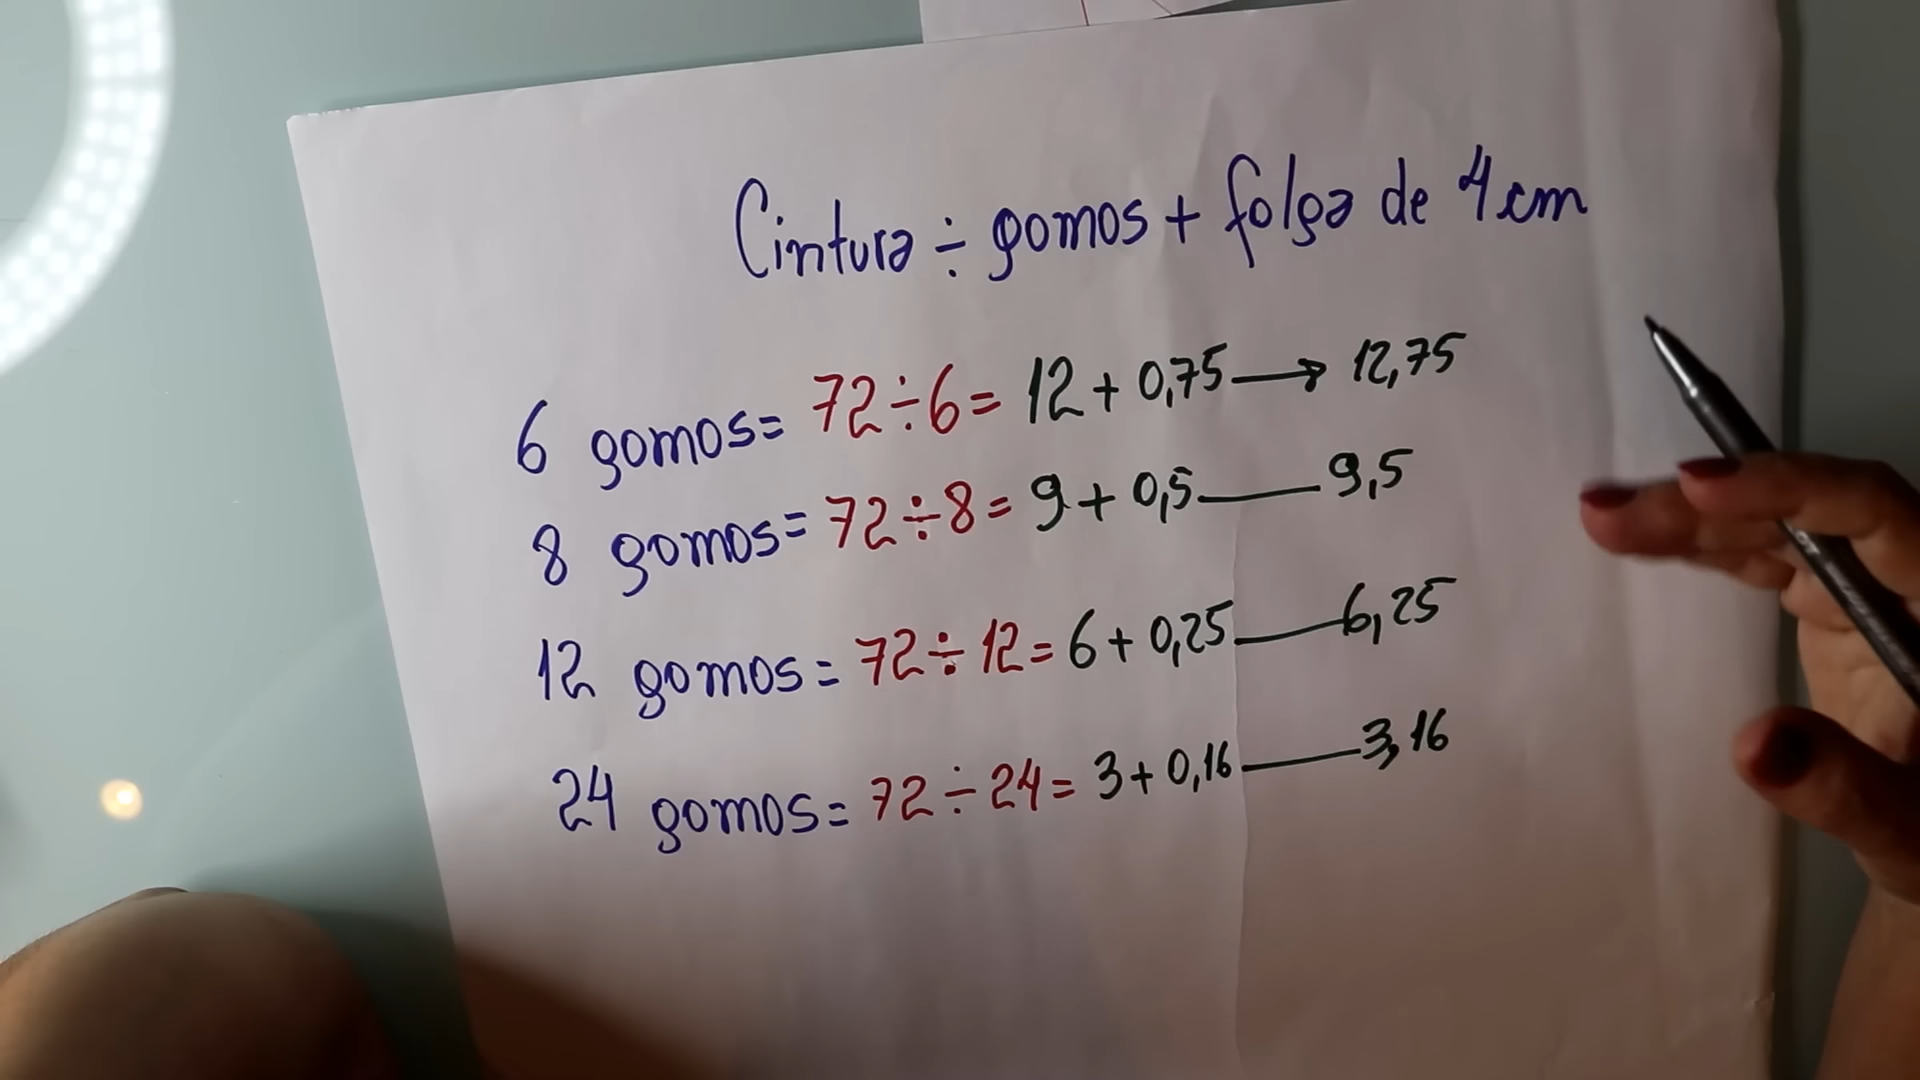 Cintura ÷ gomos + folga de 4cm
6 gomos = 72÷6 = 12 + 0,75 → 12,75
8 gomos = 72÷8 = 9 + 0,5 — 9,5
12 gomos = 72÷12 = 6 + 0,25 — 6,25
24 gomos = 72÷24 = 3 + 0,16 — 3,16